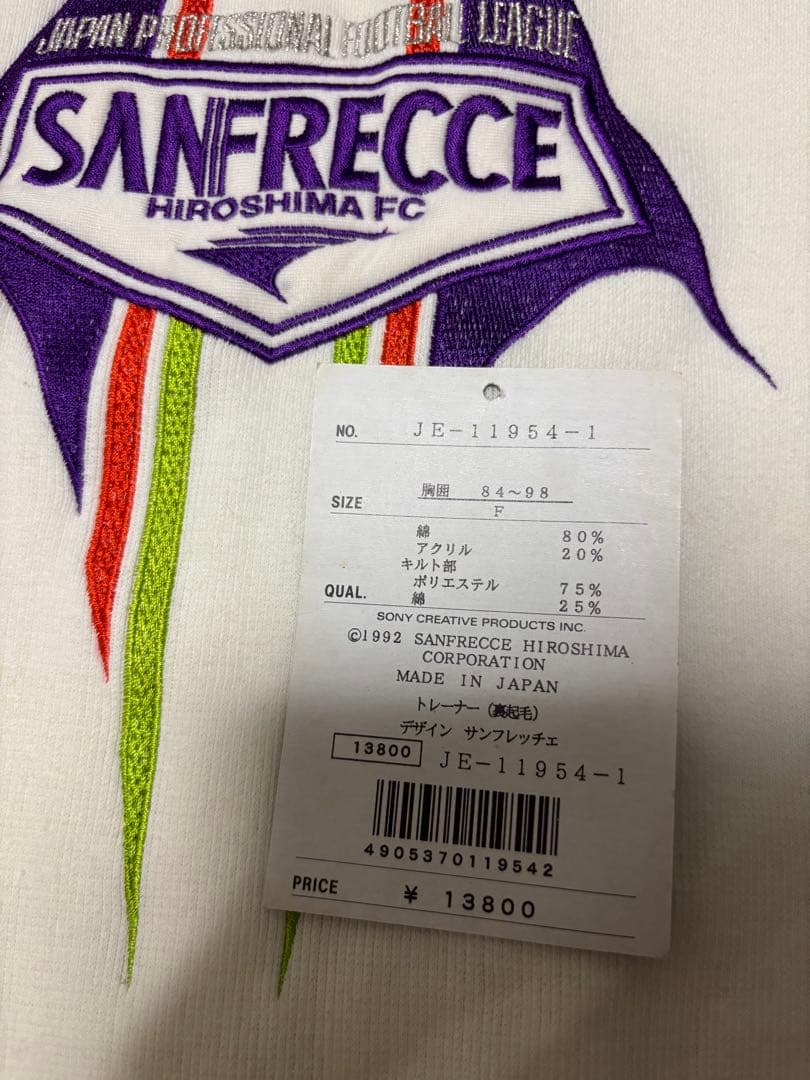 JAPAN PROFESSIONAL FOOTBALL LEAGUE
SANFRECCE
HIROSHIMA FC
NO. JE-11954-1
SIZE 胸囲 84~98
F
綿 80%
アクリル 20%
キルト部
ポリエステル 75%
QUAL. 綿 25%
SONY CREATIVE PRODUCTS INC.
©1992 SANFRECCE HIROSHIMA
CORPORATION
MADE IN JAPAN
トレーナー(裏起毛)
デザイン サンフレッチェ
13800 JE-11954-1
4905370119542
PRICE ¥ 13800